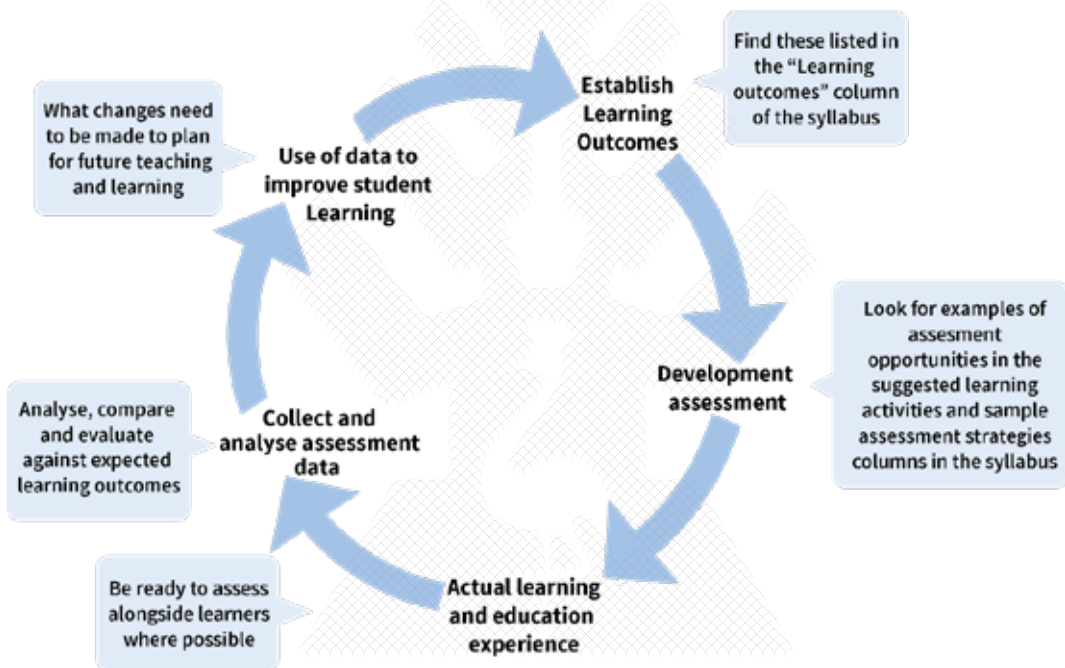 Establish
Learning
Outcomes
Find these listed in
the “Learning
outcomes” column
of the syllabus
Development
assessment
Look for examples of
assesment
opportunities in the
suggested learning
activities and sample
assessment strategies
columns in the syllabus
Actual learning
and education
experience
Be ready to assess
alongside learners
where possible
Collect and
analyse assessment
data
Analyse, compare
and evaluate
against expected
learning outcomes
Use of data to
improve student
Learning
What changes need
to be made to plan
for future teaching
and learning